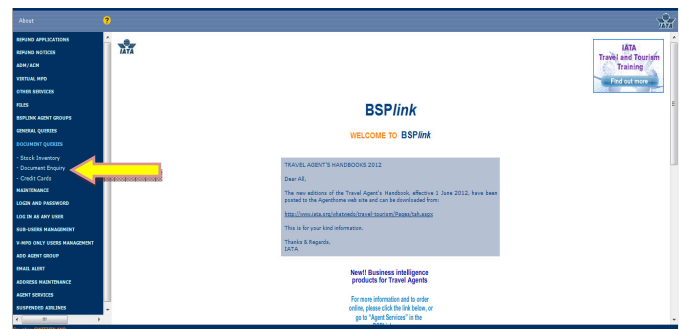 About
?
IATA
REFUND APPLICATIONS
REFUND NOTICES
ADM/ACM
VIRTUAL MPD
OTHER SERVICES
FILES
BSPLINK AGENT GROUPS
GENERAL QUERIES
DOCUMENT QUERIES
- Stock Inventory
- Document Enquiry
- Credit Cards
MAINTENANCE
LOGIN AND PASSWORD
LOG IN AS ANY USER
SUB-USERS MANAGEMENT
V-MPD ONLY USERS MANAGEMENT
ADD AGENT GROUP
EMAIL ALERT
ADDRESS MAINTENANCE
AGENT SERVICES
SUSPENDED AIRLINES
IATA
IATA
Travel and Tourism
Training
Find out more
BSPlink
WELCOME TO BSPlink
TRAVEL AGENT'S HANDBOOKS 2012
Dear All,
The new editions of the Travel Agent's Handbook, effective 1 June 2012, have been
posted to the Agenthome web site and can be downloaded from:
http://www.iata.org/whatwedo/travel-tourism/Pages/tah.aspx
This is for your kind information.
Thanks & Regards,
IATA
New!! Business intelligence
products for Travel Agents
For more information and to order
online, please click the link below, or
go to "Agent Services" in the